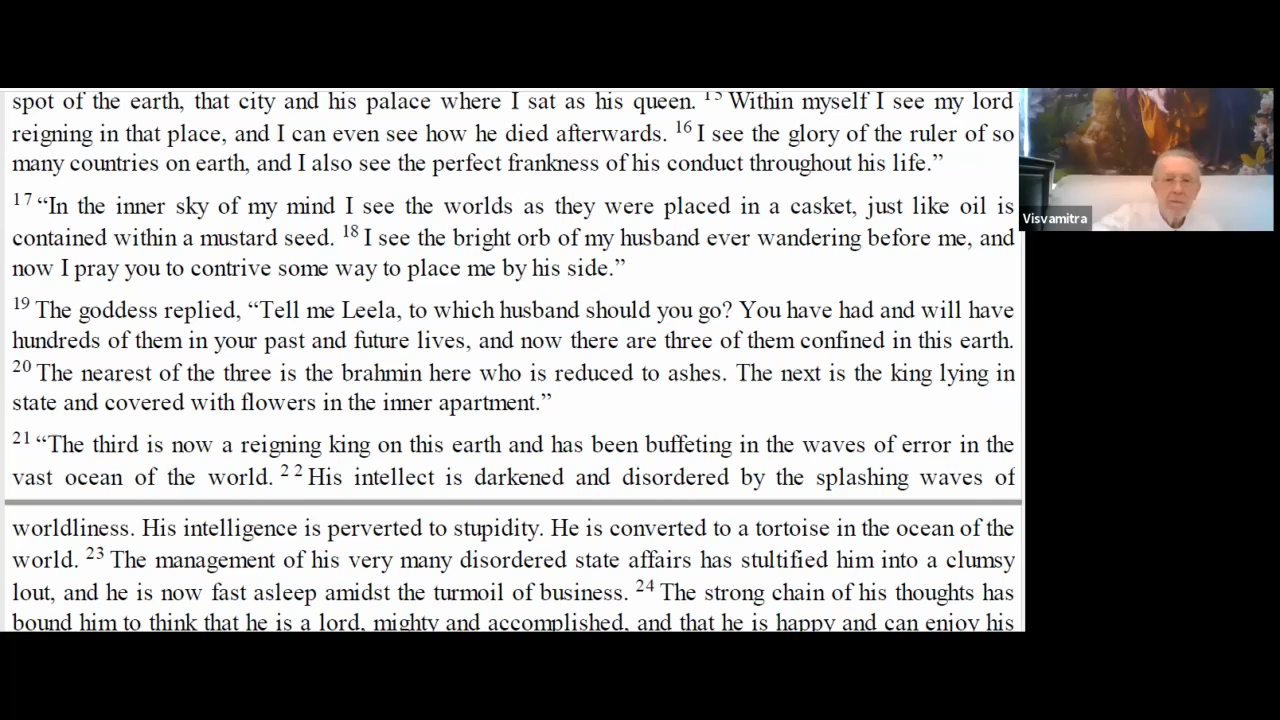 spot of the earth, that city and his palace where I sat as his queen. 15 Within myself I see my lord
reigning in that place, and I can even see how he died afterwards. 16 I see the glory of the ruler of so
many countries on earth, and I also see the perfect frankness of his conduct throughout his life.”
17 “In the inner sky of my mind I see the worlds as they were placed in a casket, just like oil is
contained within a mustard seed. 18 I see the bright orb of my husband ever wandering before me, and
now I pray you to contrive some way to place me by his side.”
19 The goddess replied, “Tell me Leela, to which husband should you go? You have had and will have
hundreds of them in your past and future lives, and now there are three of them confined in this earth.
20 The nearest of the three is the brahmin here who is reduced to ashes. The next is the king lying in
state and covered with flowers in the inner apartment.”
21 “The third is now a reigning king on this earth and has been buffeting in the waves of error in the
vast ocean of the world. 22 His intellect is darkened and disordered by the splashing waves of
worldliness. His intelligence is perverted to stupidity. He is converted to a tortoise in the ocean of the
world. 23 The management of his very many disordered state affairs has stultified him into a clumsy
lout, and he is now fast asleep amidst the turmoil of business. 24 The strong chain of his thoughts has
bound him to think that he is a lord, mighty and accomplished, and that he is happy and can enjoy his
Visvamitra